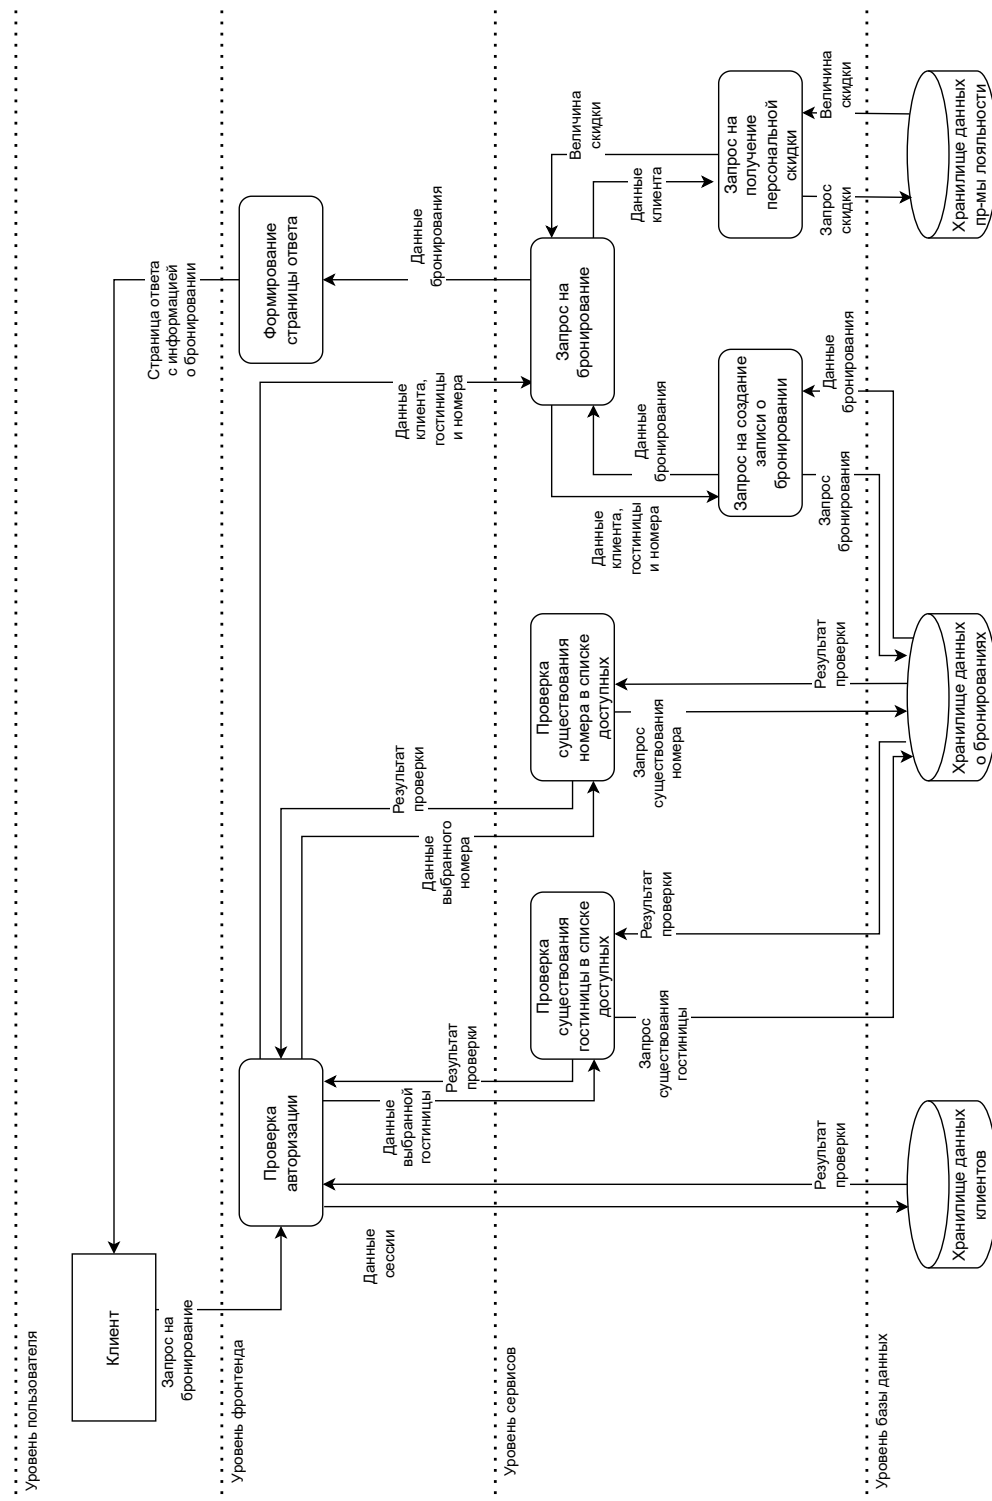 Уровень пользователя
Клиент
Запрос на
бронирование
Страница ответа
с информацией
о бронировании
Уровень фронтенда
Проверка
авторизации
Формирование
страницы ответа
Данные
сессии
Данные
выбранной
гостиницы
Результат
проверки
Данные
выбранного
номера
Результат
проверки
Данные
клиента,
гостиницы
и номера
Данные
бронирования
Уровень сервисов
Проверка
существования
гостиницы в списке
доступных
Проверка
существования
номера в списке
доступных
Запрос на
бронирование
Запрос
существования
гостиницы
Результат
проверки
Запрос
существования
номера
Данные
клиента,
гостиницы
и номера
Данные
бронирования
Данные
клиента
Величина
скидки
Запрос на создание
записи о
бронировании
Запрос на
получение
персональной
скидки
Результат
проверки
Результат
проверки
Запрос
бронирования
Данные
бронирования
Запрос
скидки
Величина
скидки
Уровень базы данных
Хранилище данных
клиентов
Хранилище данных
о бронированиях
Хранилище данных
пр-мы лояльности